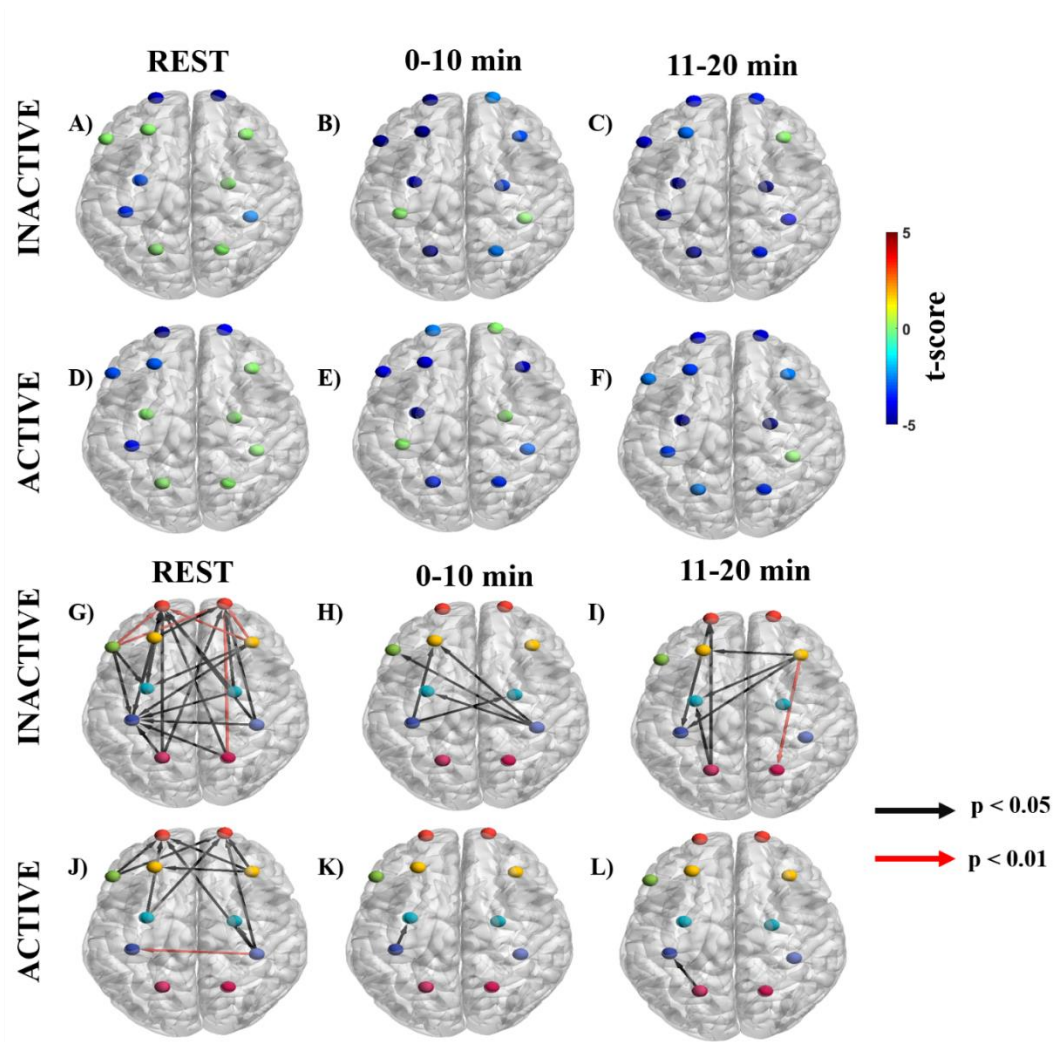 REST
0-10 min
11-20 min
INACTIVE
A)
B)
C)
5
0
-5
t-score
ACTIVE
D)
E)
F)
REST
0-10 min
11-20 min
INACTIVE
G)
H)
I)
p < 0.05
p < 0.01
ACTIVE
J)
K)
L)